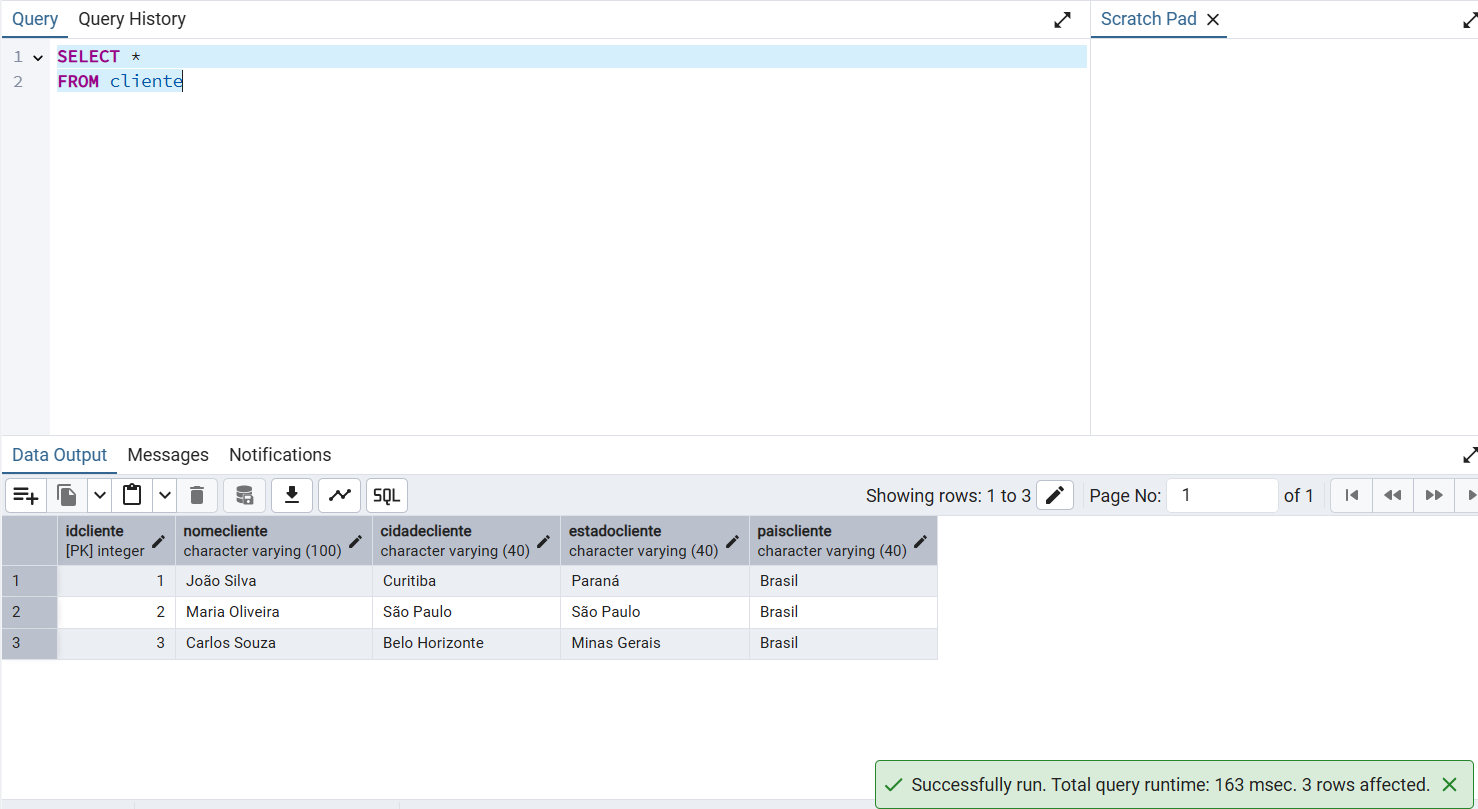 Query Query History Scratch Pad
1 SELECT *
2 FROM cliente
Data Output Messages Notifications
SQL Showing rows: 1 to 3 Page No: 1 of 1
idcliente nomecliente cidadecliente estadocliente paiscliente
[PK] integer character varying (100) character varying (40) character varying (40) character varying (40)
1 1 João Silva Curitiba Paraná Brasil
2 2 Maria Oliveira São Paulo São Paulo Brasil
3 3 Carlos Souza Belo Horizonte Minas Gerais Brasil
Successfully run. Total query runtime: 163 msec. 3 rows affected.